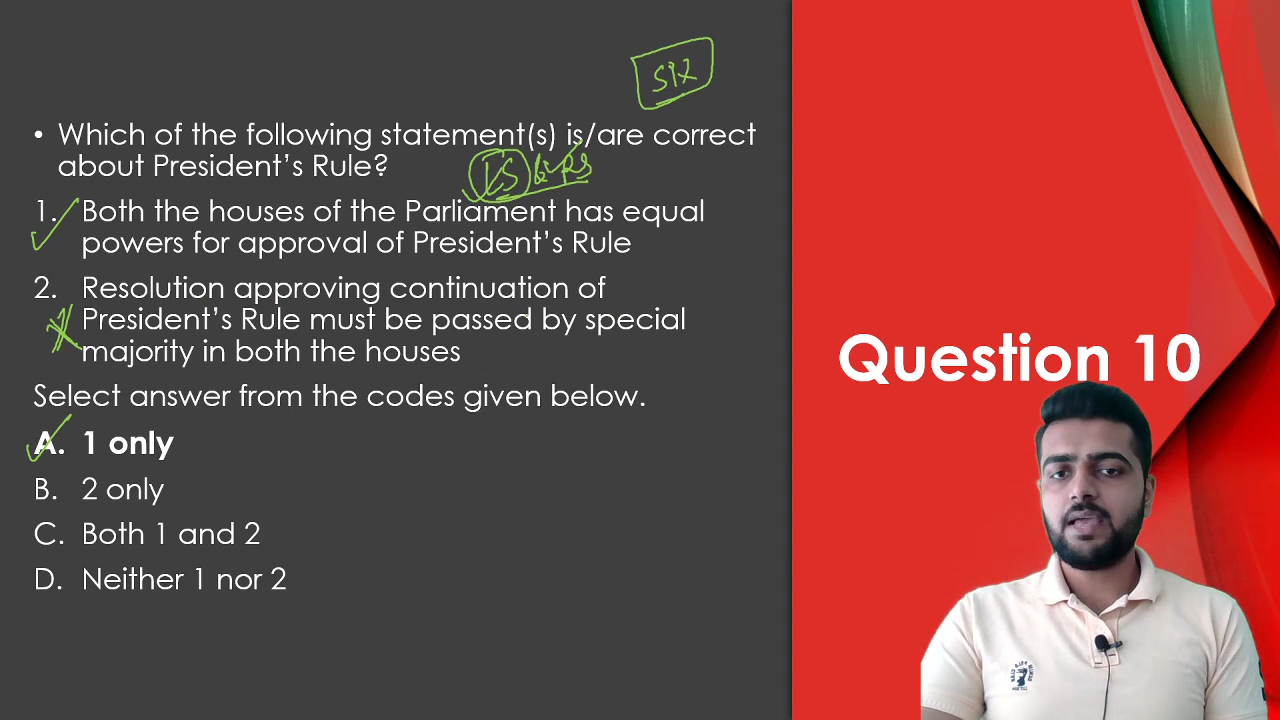 six
• Which of the following statement(s) is/are correct
about President's Rule?
LS
1. Both the houses of the Parliament has equal
powers for approval of President's Rule
2. Resolution approving continuation of
President's Rule must be passed by special
majority in both the houses
Select answer from the codes given below.
A. 1 only
B. 2 only
C. Both 1 and 2
D. Neither 1 nor 2
Question 10